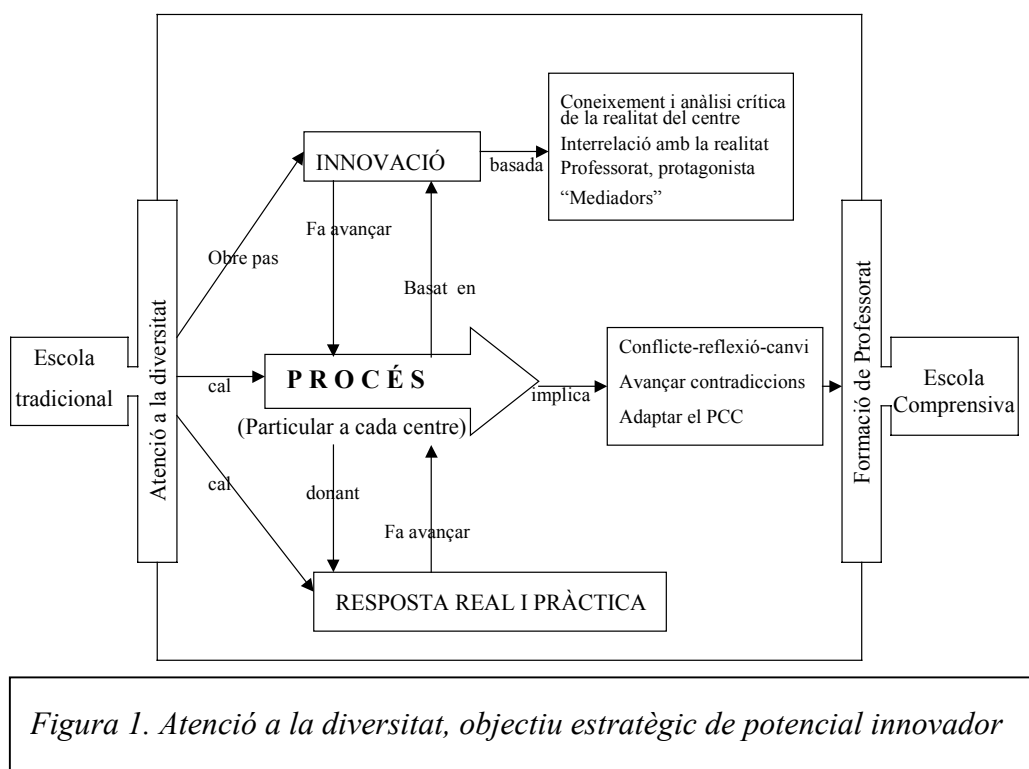 Coneixement i anàlisi crítica
de la realitat del centre
Interrelació amb la realitat
Professorat, protagonista
“Mediadors”
INNOVACIÓ
basada
Fa avançar
Obre pas
Basat en
Atenció a la diversitat
Escola
tradicional
cal
PROCÉS
(Particular a cada centre)
implica
Conflicte-reflexió-canvi
Avançar contradiccions
Adaptar el PCC
Formació de Professorat
Escola
Comprensiva
cal
donant
Fa avançar
RESPOSTA REAL I PRÀCTICA
Figura 1. Atenció a la diversitat, objectiu estratègic de potencial innovador